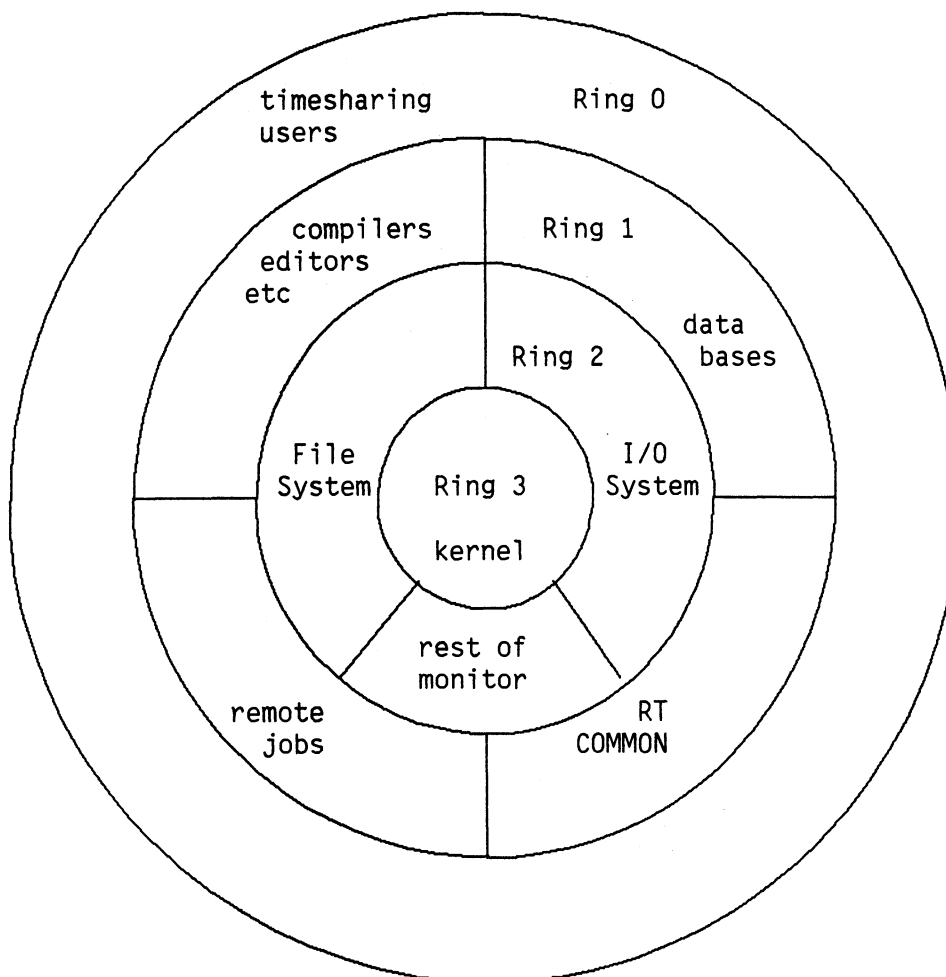 timesharing
users
Ring 0
compilers
editors
etc
Ring 1
data
bases
Ring 2
File
System
I/O
System
Ring 3
kernel
rest of
monitor
remote
jobs
RT
COMMON